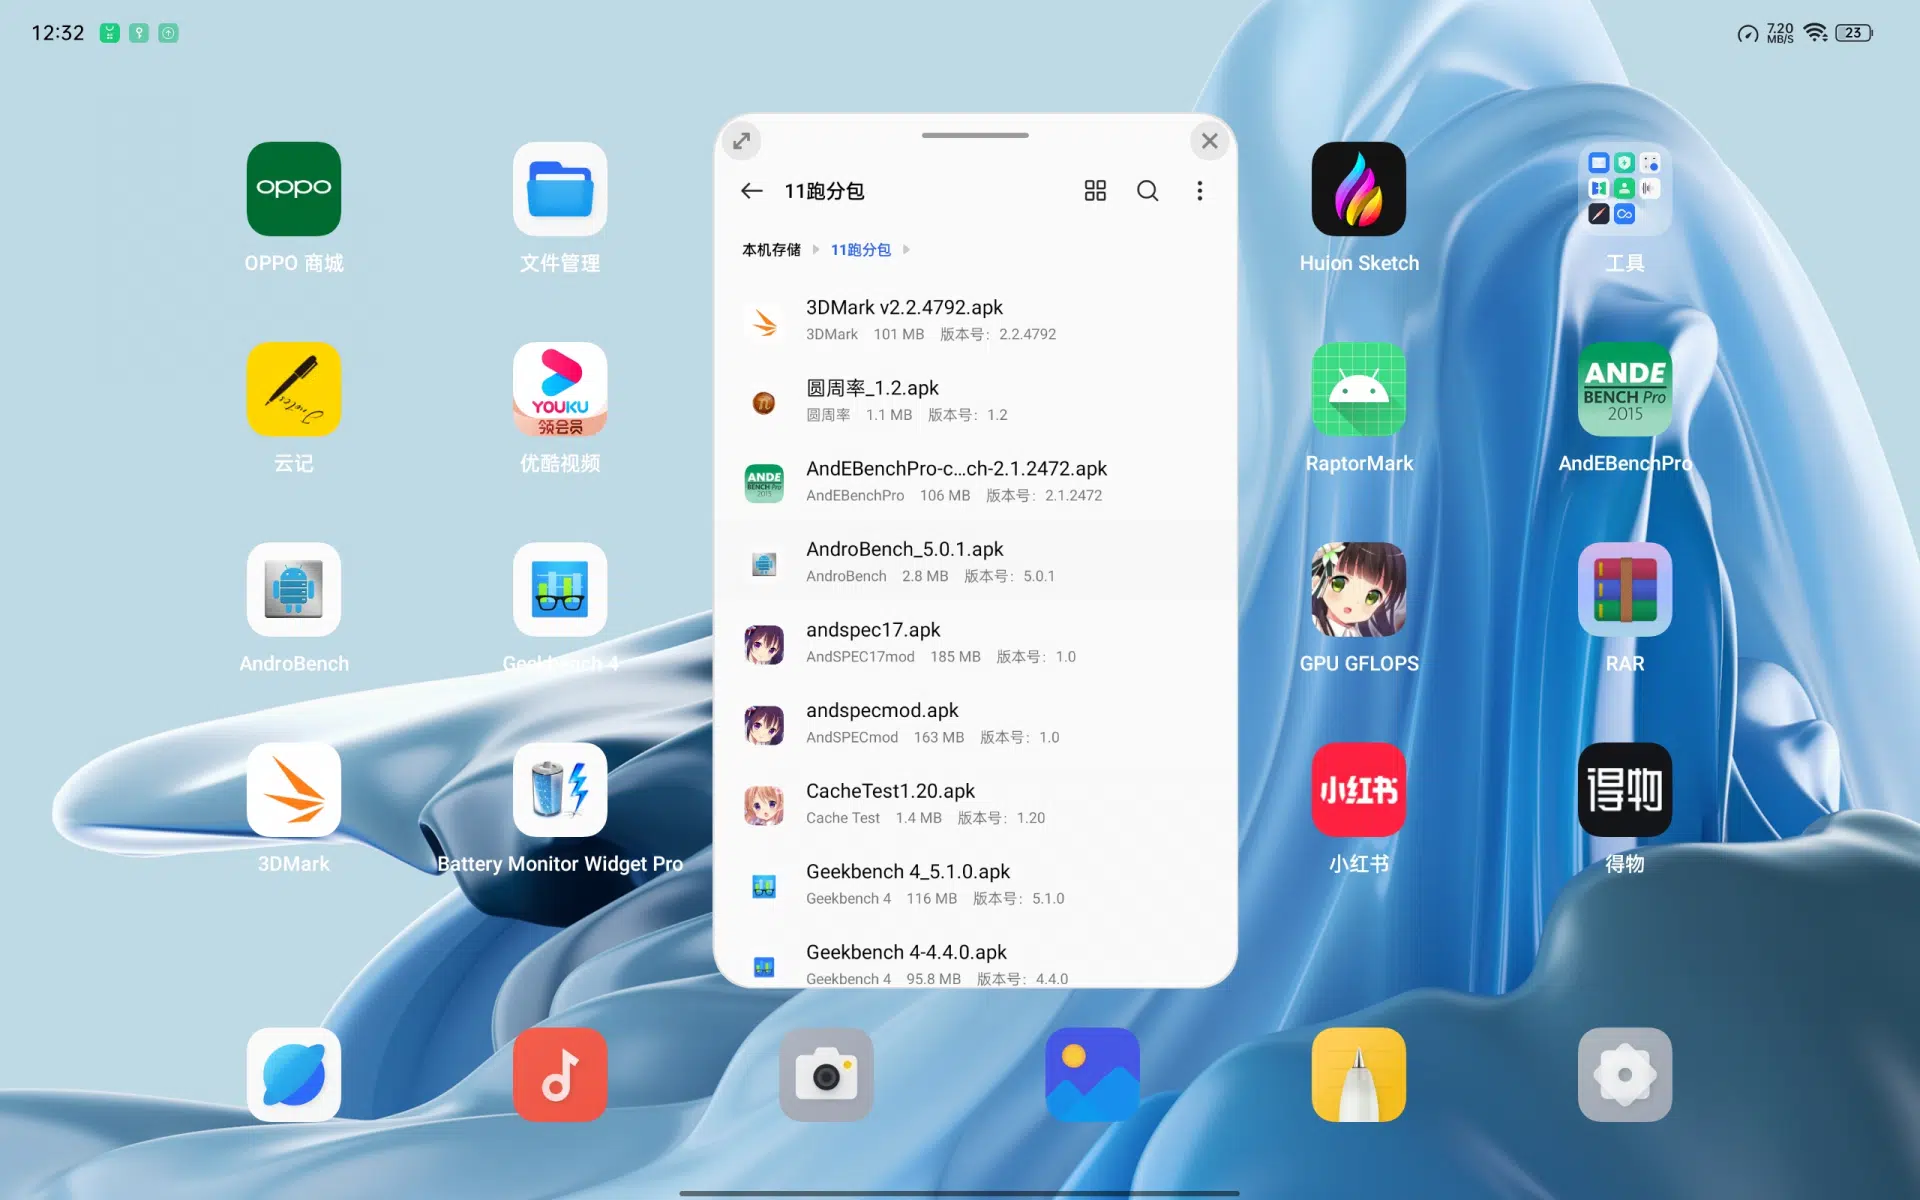 12:32
7.20
MB/S
23
oppo
OPPO 商城
文件管理
Huion Sketch
工具
11跑分包
本机存储
11跑分包
3DMark v2.2.4792.apk
3DMark 101 MB 版本号: 2.2.4792
圆周率_1.2.apk
圆周率 1.1 MB 版本号: 1.2
AndEBenchPro-c...ch-2.1.2472.apk
AndEBenchPro 106 MB 版本号: 2.1.2472
AndroBench_5.0.1.apk
AndroBench 2.8 MB 版本号: 5.0.1
andspec17.apk
AndSPEC17mod 185 MB 版本号: 1.0
andspecmod.apk
AndSPECmod 163 MB 版本号: 1.0
CacheTest1.20.apk
Cache Test 1.4 MB 版本号: 1.20
Geekbench 4_5.1.0.apk
Geekbench 4 116 MB 版本号: 5.1.0
Geekbench 4-4.4.0.apk
Geekbench 4 95.8 MB 版本号: 4.4.0
ANDE
BENCH Pro
2015
Inotes
云记
YOUKU
领会员
优酷视频
RaptorMark
ANDE
BENCH Pro
2015
AndEBenchPro
AndroBench
Geekbench 4
GPU GFLOPS
RAR
3DMark
Battery Monitor Widget Pro
小红书
小红书
得物
得物